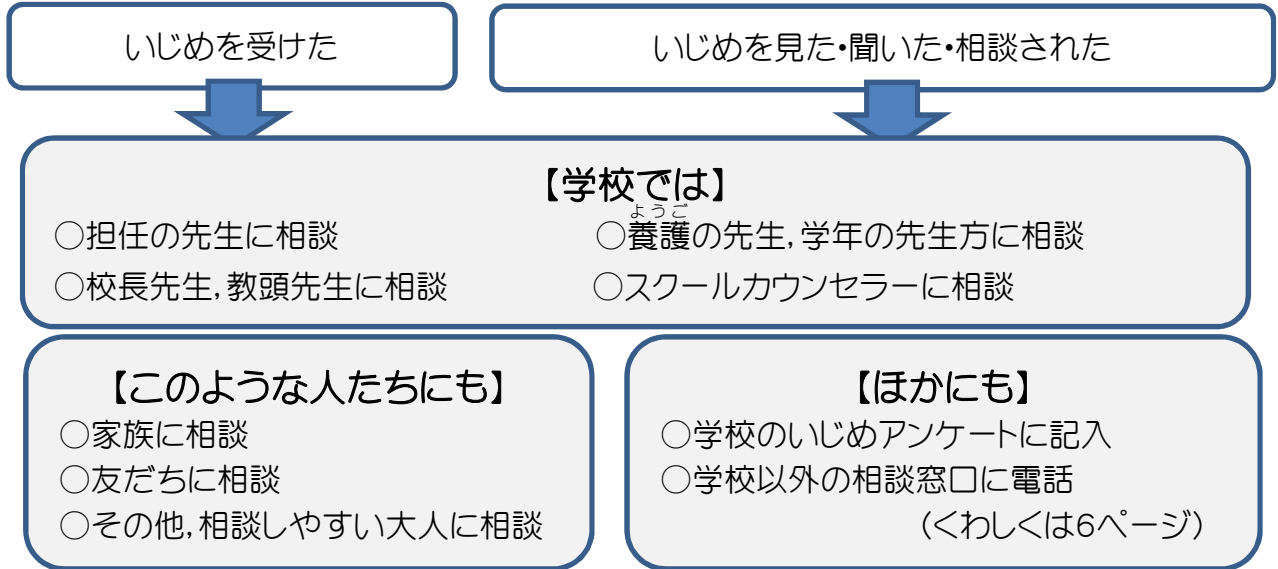 いじめを受けた
いじめを見た・聞いた・相談された
【学校では】
○担任の先生に相談
ようご
○養護の先生,学年の先生方に相談
○校長先生,教頭先生に相談
○スクールカウンセラーに相談
【このような人たちにも】
○家族に相談
○友だちに相談
○その他,相談しやすい大人に相談
【ほかにも】
○学校のいじめアンケートに記入
○学校以外の相談窓口に電話
(くわしくは6ページ)